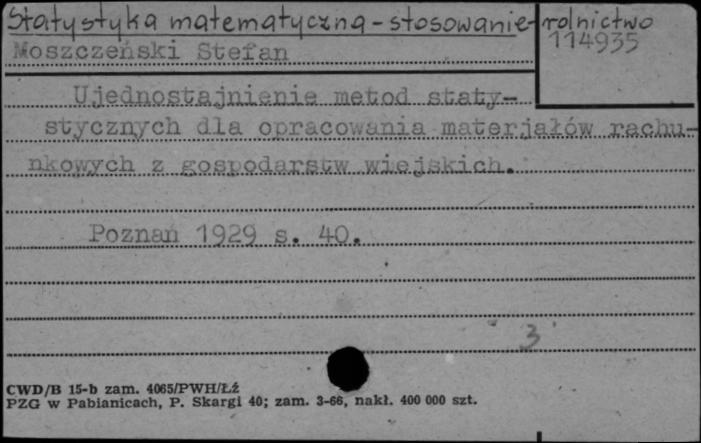 Statystyka matematyczna - stosowanie - rolnictwo
Moszczeński Stefan
114935
Ujednostajnienie metod staty-
stycznych dla opracowania materjałów rachu-
nkowych z gospodarstw wiejskich.
Poznań 1929 s. 40.
3
CWD/B 15-b zam. 4065/PWH/ŁŹ
PZG w Pabianicach, P. Skargi 40; zam. 3-66, nakł. 400 000 szt.